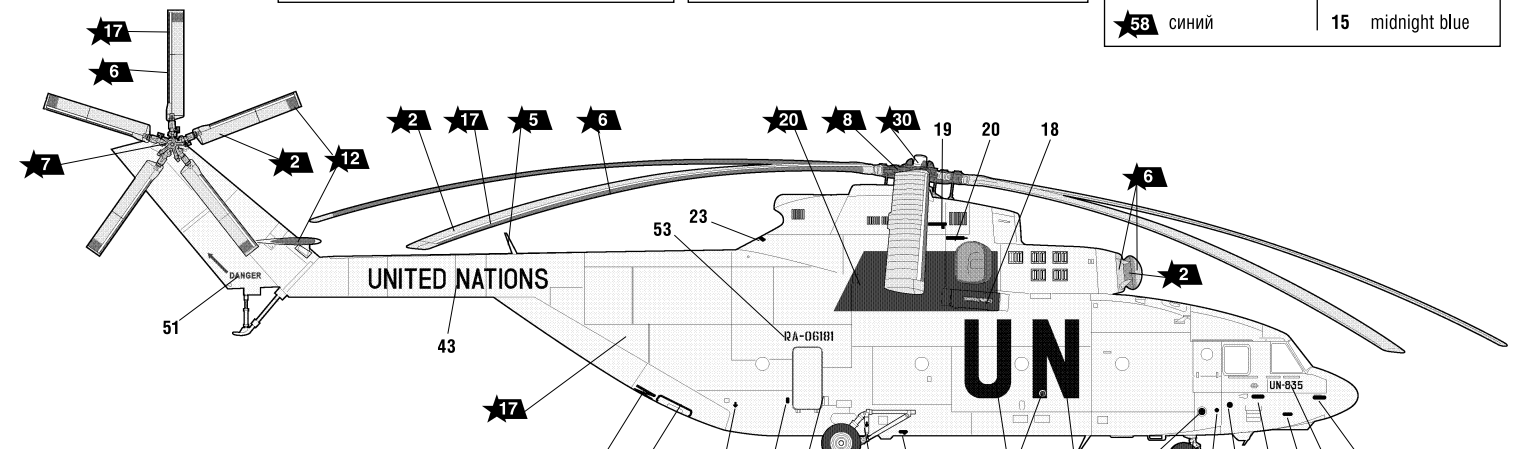 58 синий 15 midnight blue
17
6
2 17 5 6 20 8 30 19 20 18
7 2 12
6
23
53
2
DANGER
UNITED NATIONS
51
43
RA-06181
UN
UN-835
17